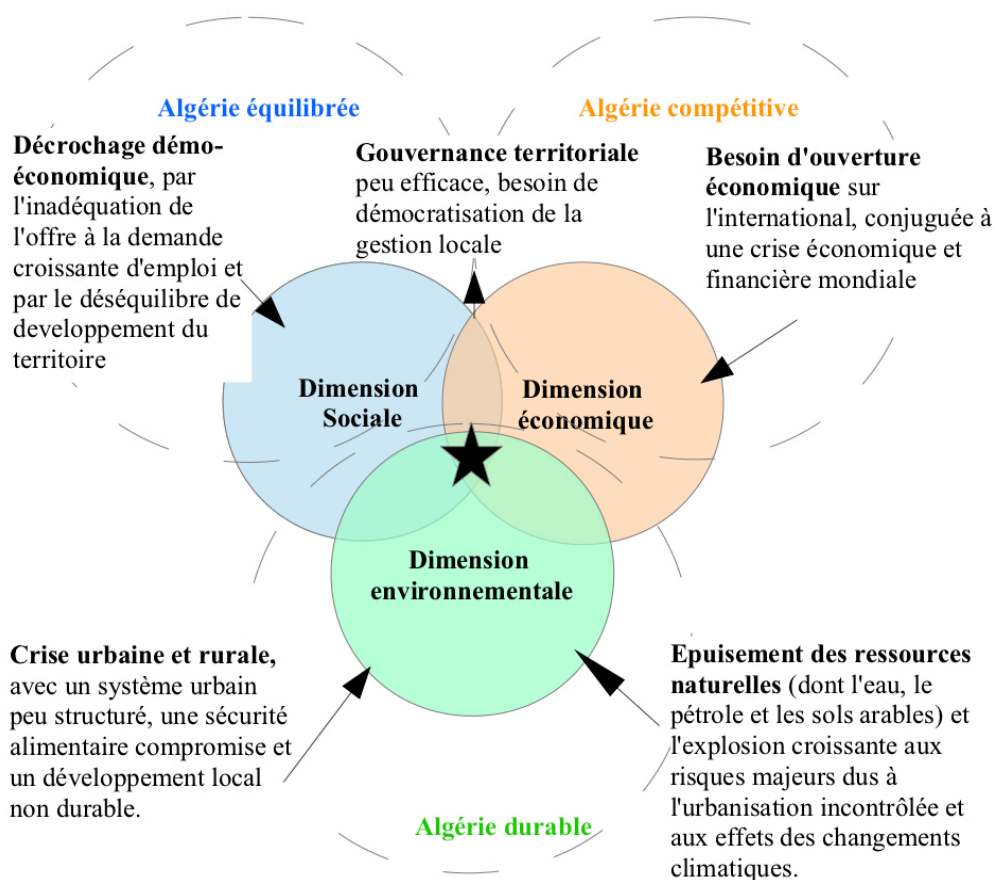 Algérie équilibrée
Algérie compétitive
Décrochage démo-
économique, par
l'inadéquation de
l'offre à la demande
croissante d'emploi et
par le déséquilibre de
developpement du
territoire
Gouvernance territoriale
peu efficace, besoin de
démocratisation de la
gestion locale
Besoin d'ouverture
économique sur
l'international, conjuguée à
une crise économique et
financière mondiale
Dimension
Sociale
Dimension
économique
Dimension
environnementale
Crise urbaine et rurale,
avec un système urbain
peu structuré, une sécurité
alimentaire compromise et
un développement local
non durable.
Epuisement des ressources
naturelles (dont l'eau, le
pétrole et les sols arables) et
l'explosion croissante aux
risques majeurs dus à
l'urbanisation incontrôlée et
aux effets des changements
climatiques.
Algérie durable